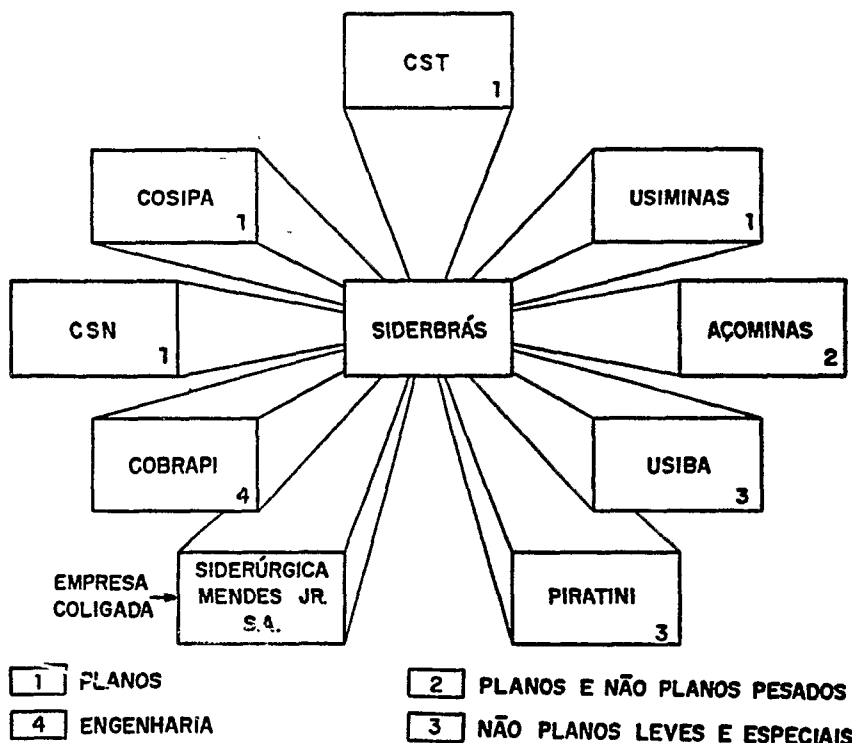 CST
1
COSIPA
1
USIMINAS
1
CSN
1
SIDERBRÁS
AÇOMINAS
2
COBRAPI
4
USIBA
3
EMPRESA
COLIGADA
SIDERÚRGICA
MENDES JR.
S.A.
PIRATINI
3
1 PLANOS
2 PLANOS E NÃO PLANOS PESADOS
4 ENGENHARIA
3 NÃO PLANOS LEVES E ESPECIAIS